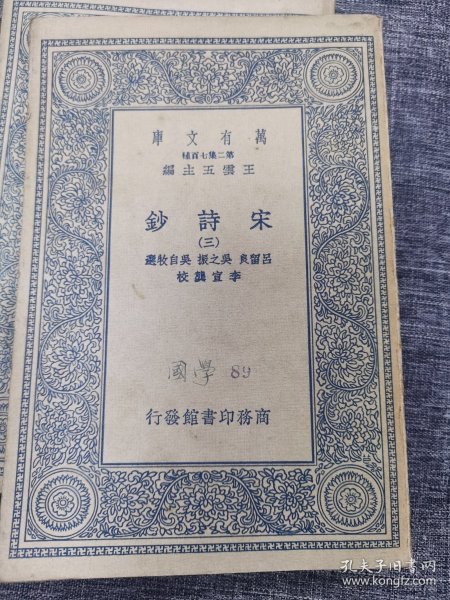 萬有文庫
第二集七百種
王雲五主編
宋詩鈔
(三)
呂留良 吳之振 吳自牧選
李宣龔校
國學 89
商務印書館發行
孔夫子旧书网
www.kongfz.com